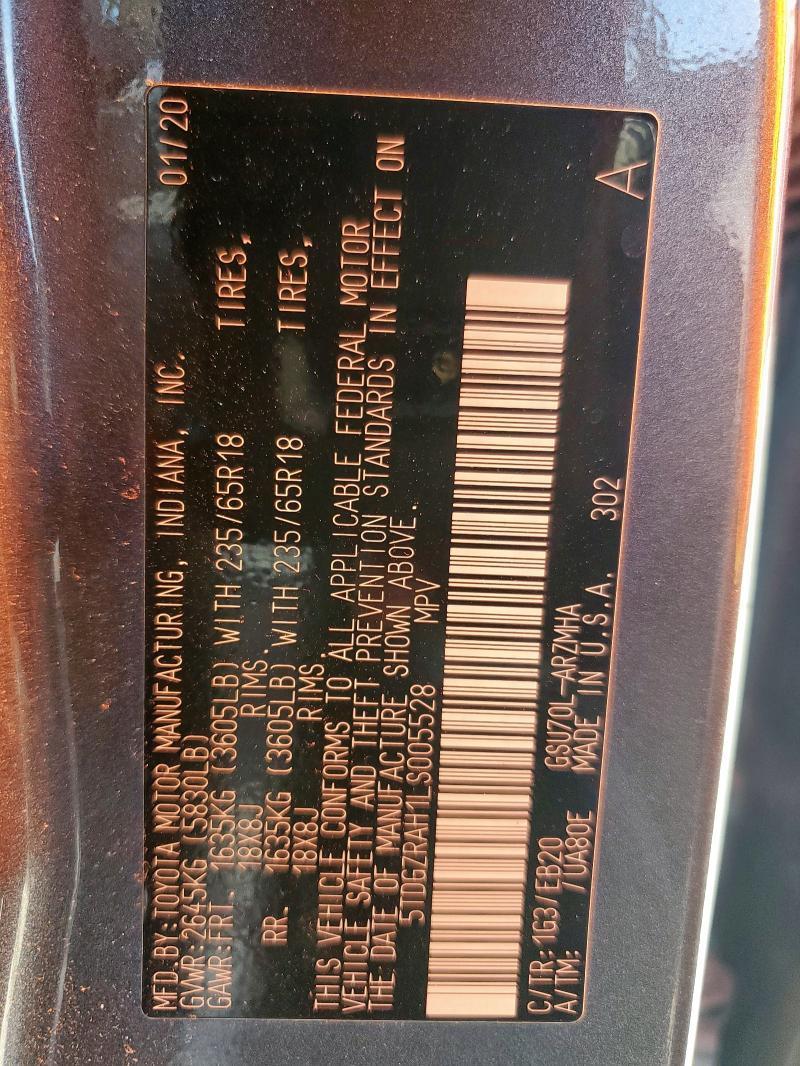 MFD.BY:TOYOTA MOTOR MANUFACTURING, INDIANA, INC. 01/20
GVWR:2645KG (5830LB)
GAWR:FRT. 1635KG (3605LB) WITH 235/65R18 TIRES,
18X8J RIMS.
RR. 1635KG (3605LB) WITH 235/65R18 TIRES,
18X8J RIMS
THIS VEHICLE CONFORMS TO ALL APPLICABLE FEDERAL MOTOR
VEHICLE SAFETY AND THEFT PREVENTION STANDARDS IN EFFECT ON
THE DATE OF MANUFACTURE SHOWN ABOVE.
5TDGZRAH1LS005528 MPV
C/TR:1G3/EB20 GSU70L-ARZMHA
A/TM: /UA80E MADE IN U.S.A. 302
A